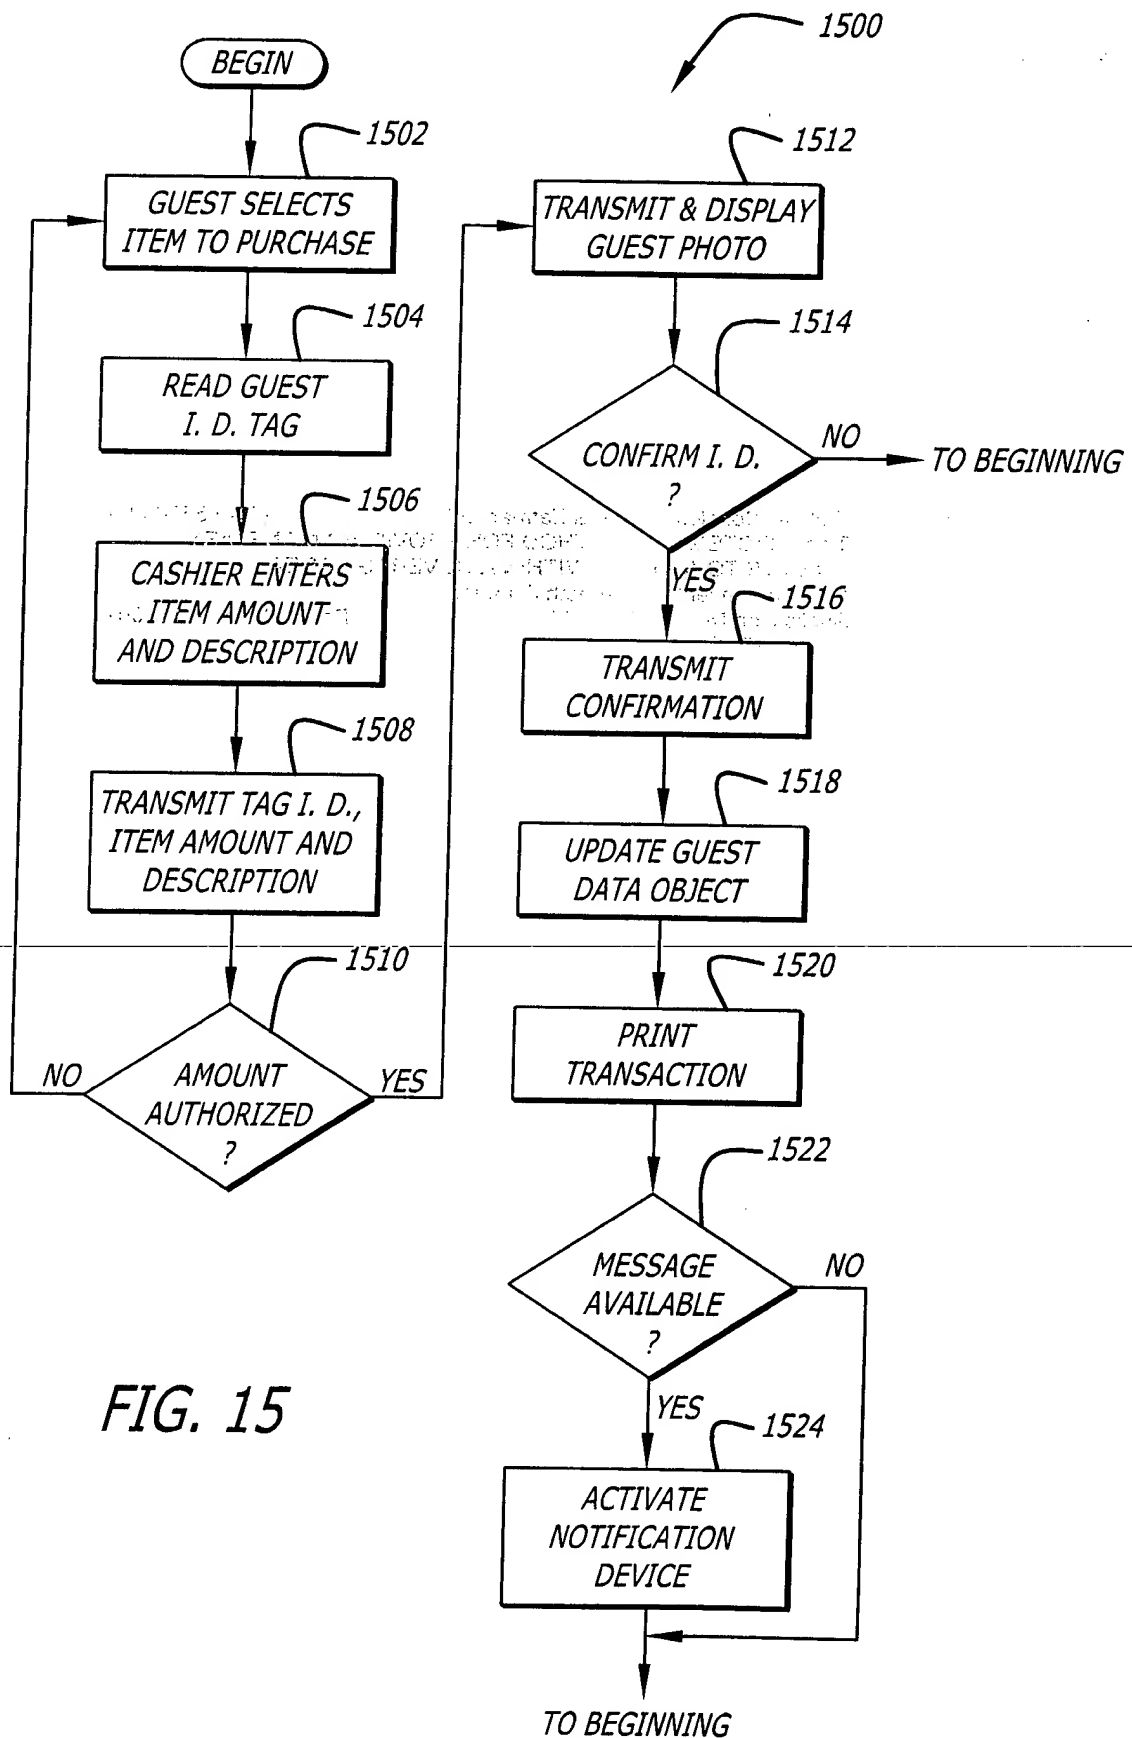 1500
BEGIN
1502
GUEST SELECTS
ITEM TO PURCHASE
1504
READ GUEST
I. D. TAG
1506
CASHIER ENTERS
ITEM AMOUNT
AND DESCRIPTION
1508
TRANSMIT TAG I. D.,
ITEM AMOUNT AND
DESCRIPTION
1510
NO
AMOUNT
AUTHORIZED
?
YES
1512
TRANSMIT & DISPLAY
GUEST PHOTO
1514
CONFIRM I. D.
?
NO
TO BEGINNING
YES
1516
TRANSMIT
CONFIRMATION
1518
UPDATE GUEST
DATA OBJECT
1520
PRINT
TRANSACTION
1522
MESSAGE
AVAILABLE
?
NO
YES
1524
ACTIVATE
NOTIFICATION
DEVICE
TO BEGINNING
FIG. 15